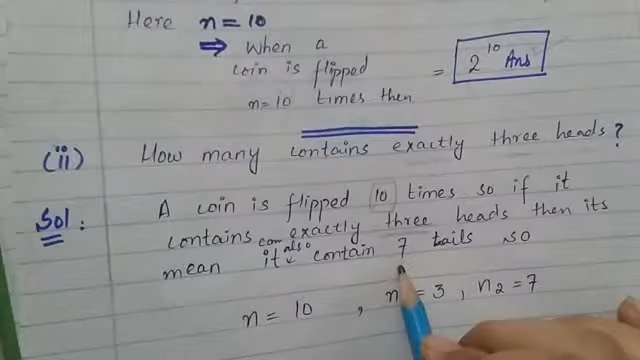 Here n=10
⇒ When a
coin is flipped = 2^10 Ans
n=10 times then
(ii) How many contains exactly three heads?
Sol: A coin is flipped 10 times so if it
contains exactly three heads then its
mean it also contain 7 tails so
n = 10 , n = 3 , n₂ = 7